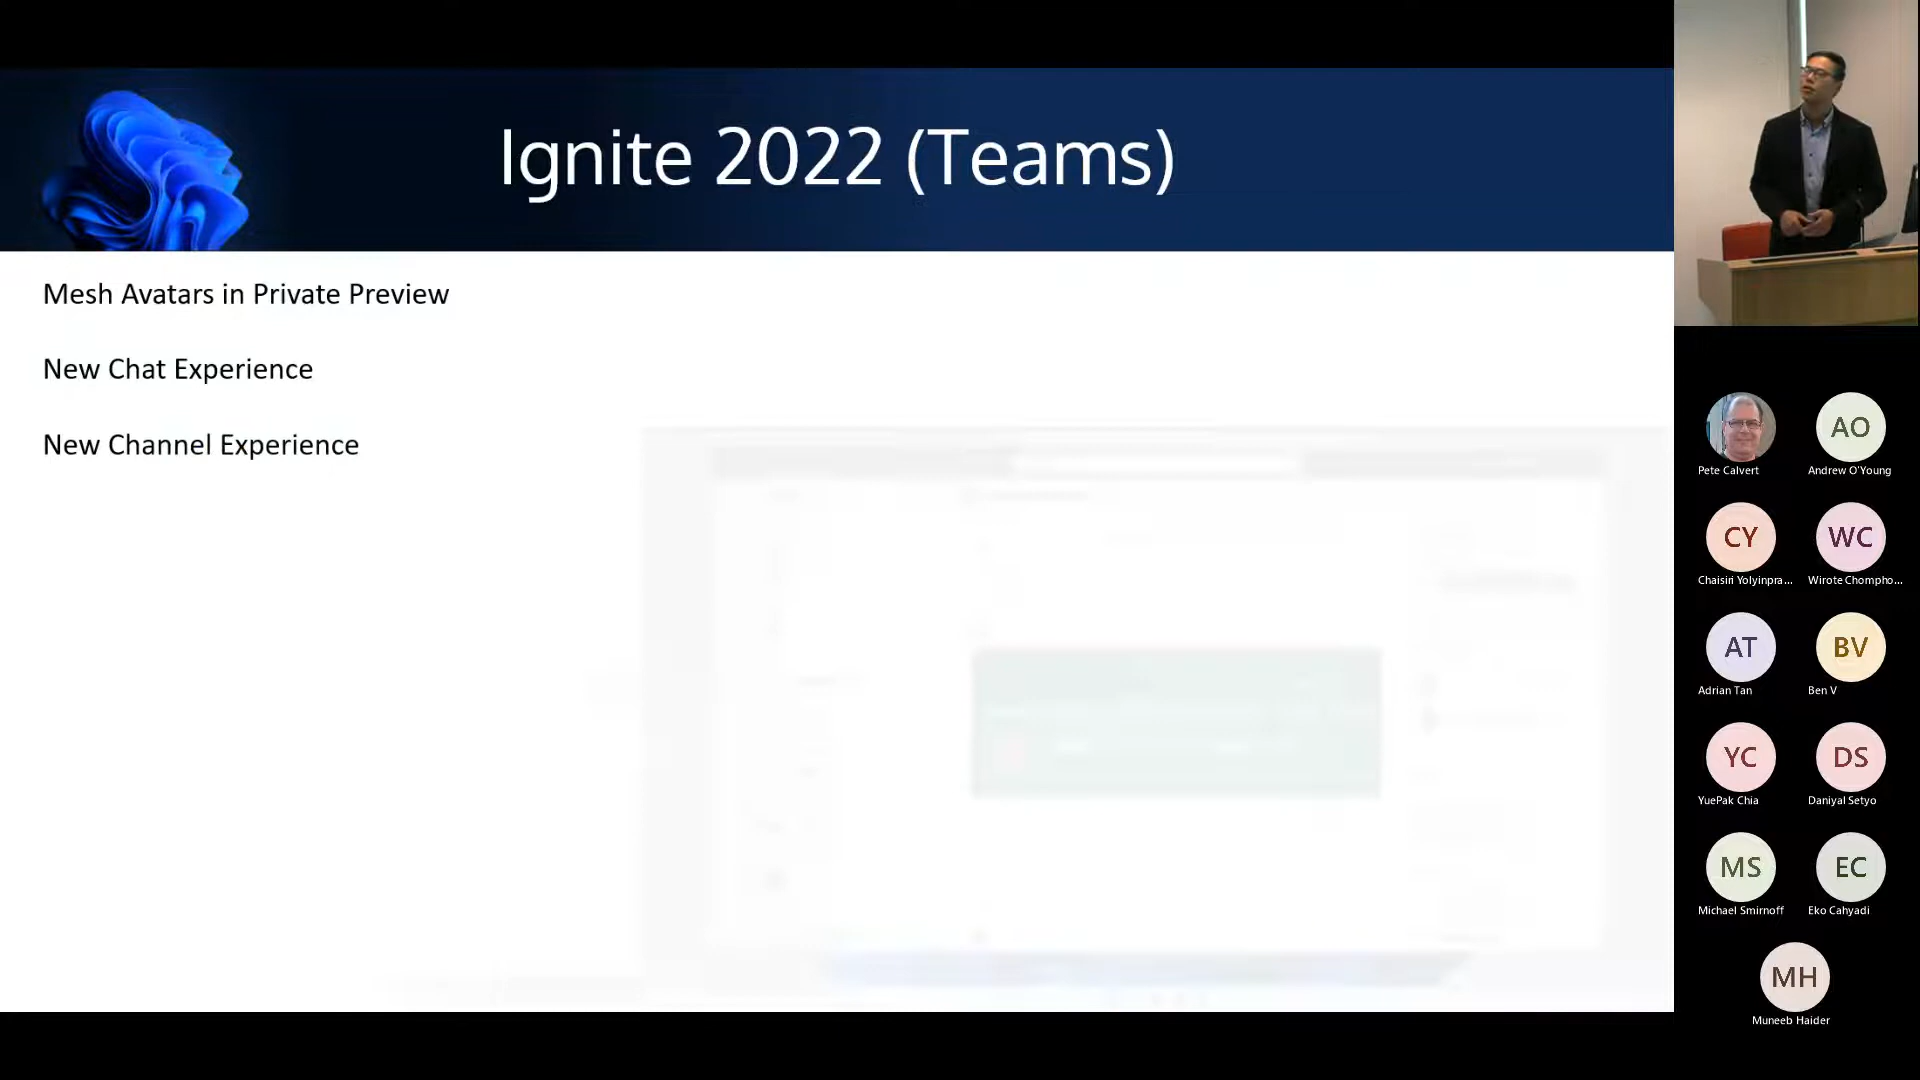 Ignite 2022 (Teams)
Mesh Avatars in Private Preview
New Chat Experience
New Channel Experience
Pete Calvert
AO
Andrew O'Young
CY
Chaisiri Yolyinpra...
WC
Wirote Chompho...
AT
Adrian Tan
BV
Ben V
YC
YuePak Chia
DS
Daniyal Setyo
MS
Michael Smirnoff
EC
Eko Cahyadi
MH
Muneeb Haider